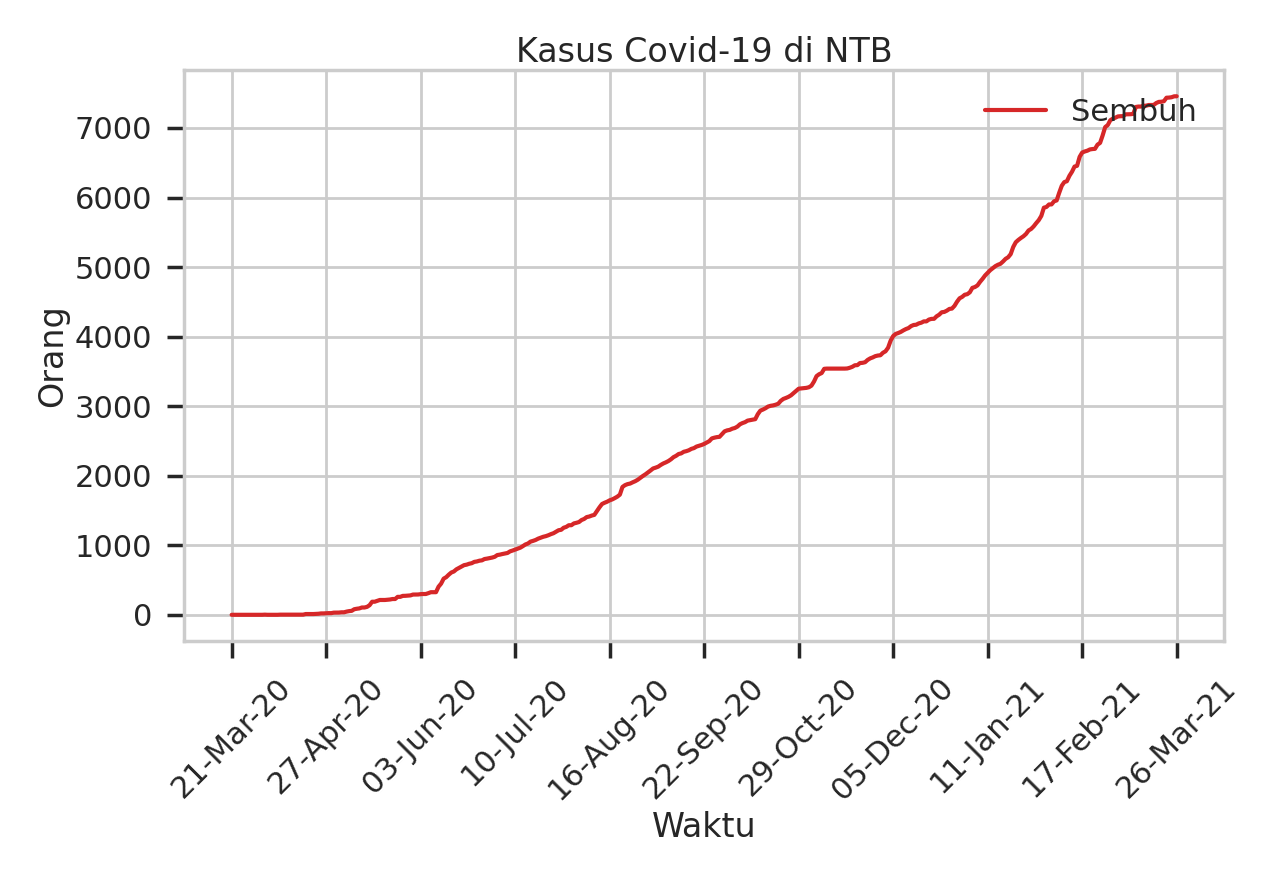 Kasus Covid-19 di NTB
Sembuh
Orang
7000
6000
5000
4000
3000
2000
1000
0
21-Mar-20
27-Apr-20
03-Jun-20
10-Jul-20
16-Aug-20
22-Sep-20
29-Oct-20
05-Dec-20
11-Jan-21
17-Feb-21
26-Mar-21
Waktu